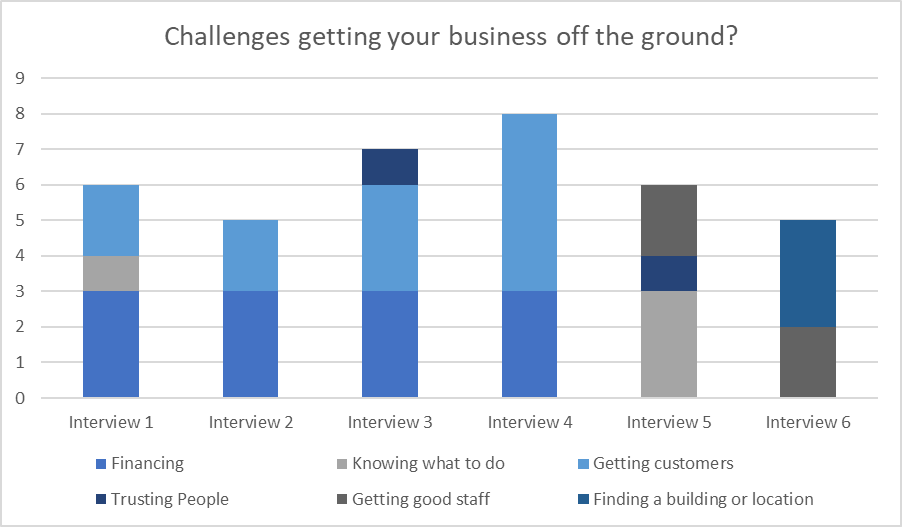 Challenges getting your business off the ground?
9
8
7
6
5
4
3
2
1
0
Interview 1 Interview 2 Interview 3 Interview 4 Interview 5 Interview 6
Financing Knowing what to do Getting customers
Trusting People Getting good staff Finding a building or location